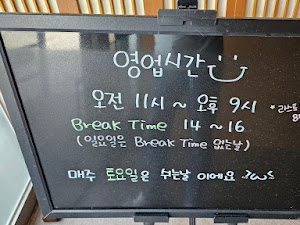 영업시간
오전 11시 ~ 오후 9시
Break Time 14 ~ 16
(일요일은 Break Time 없는날)
매주 토요일은 쉬는날 이에요